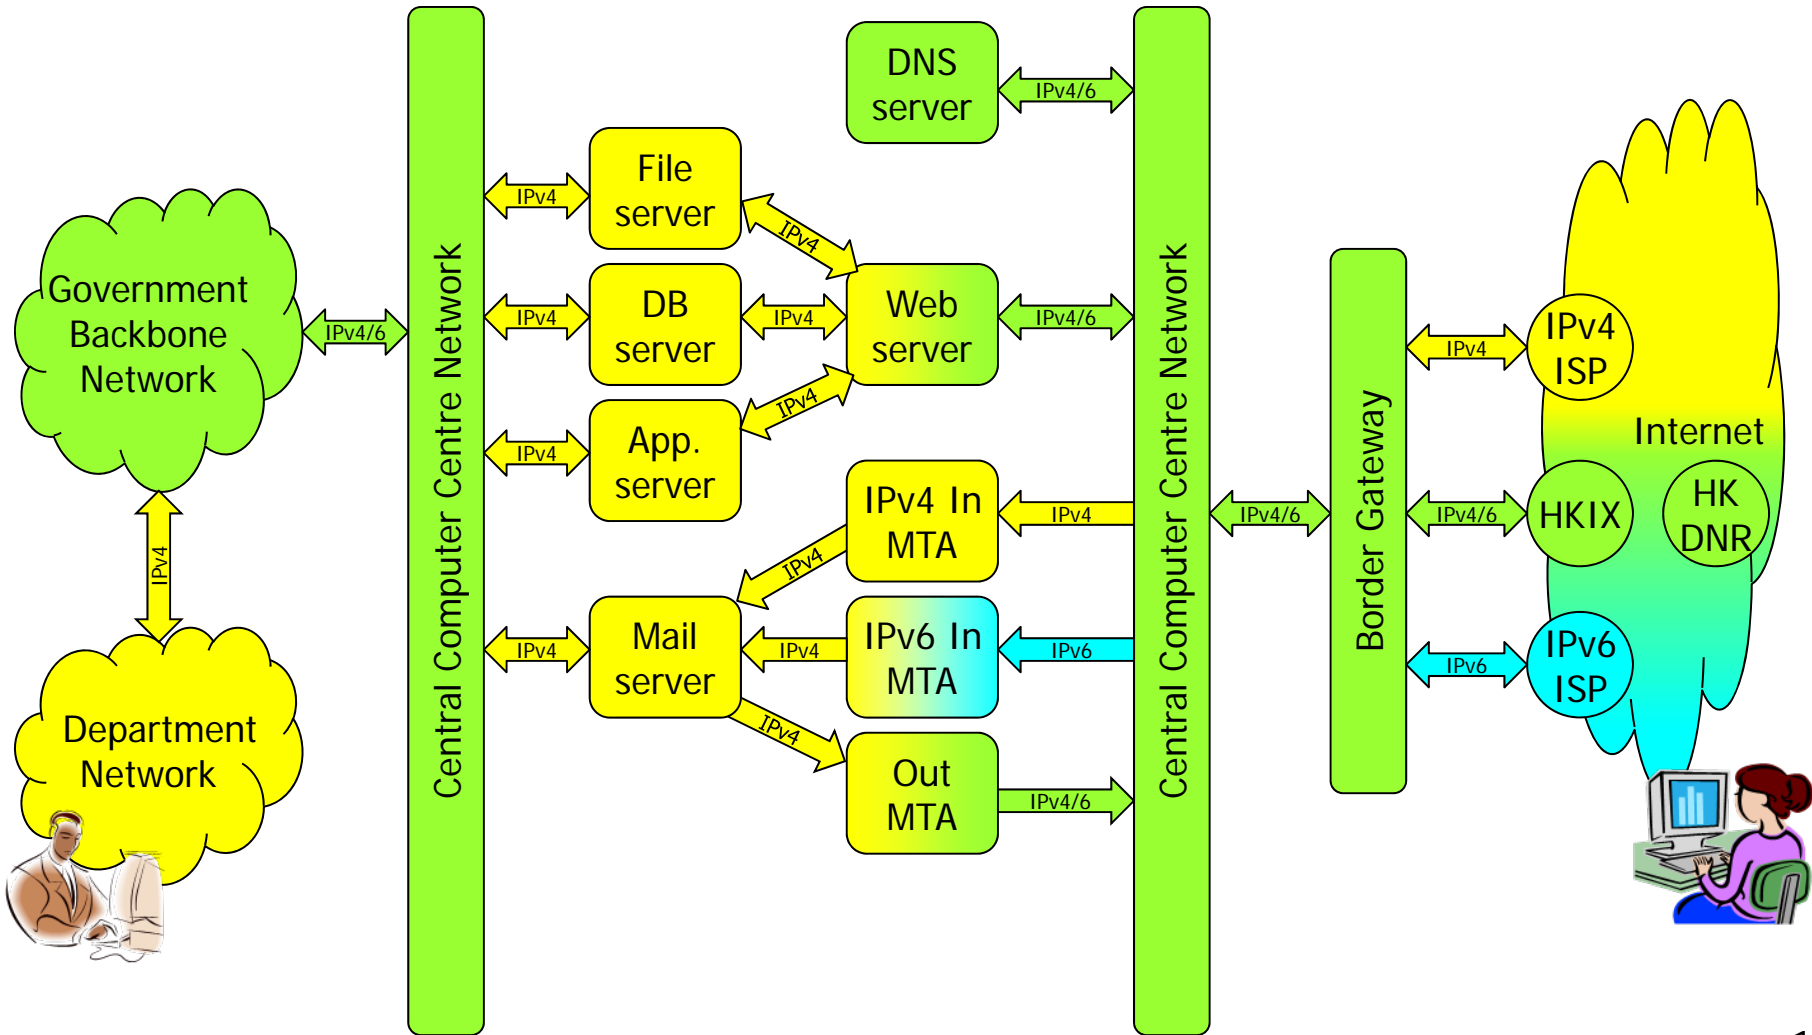 Government
Backbone
Network
IPv4/6
IPv4
Department
Network
Central Computer Centre Network
IPv4
IPv4
IPv4
IPv4
File
server
DB
server
App.
server
Mail
server
IPv4
IPv4
IPv4
IPv4
IPv4
IPv4
DNS
server
Web
server
IPv4 In
MTA
IPv6 In
MTA
Out
MTA
IPv4/6
IPv4/6
IPv4
IPv6
IPv4/6
Central Computer Centre Network
IPv4/6
Border Gateway
IPv4
IPv4/6
IPv6
IPv4
ISP
Internet
HKIX
HK
DNR
IPv6
ISP